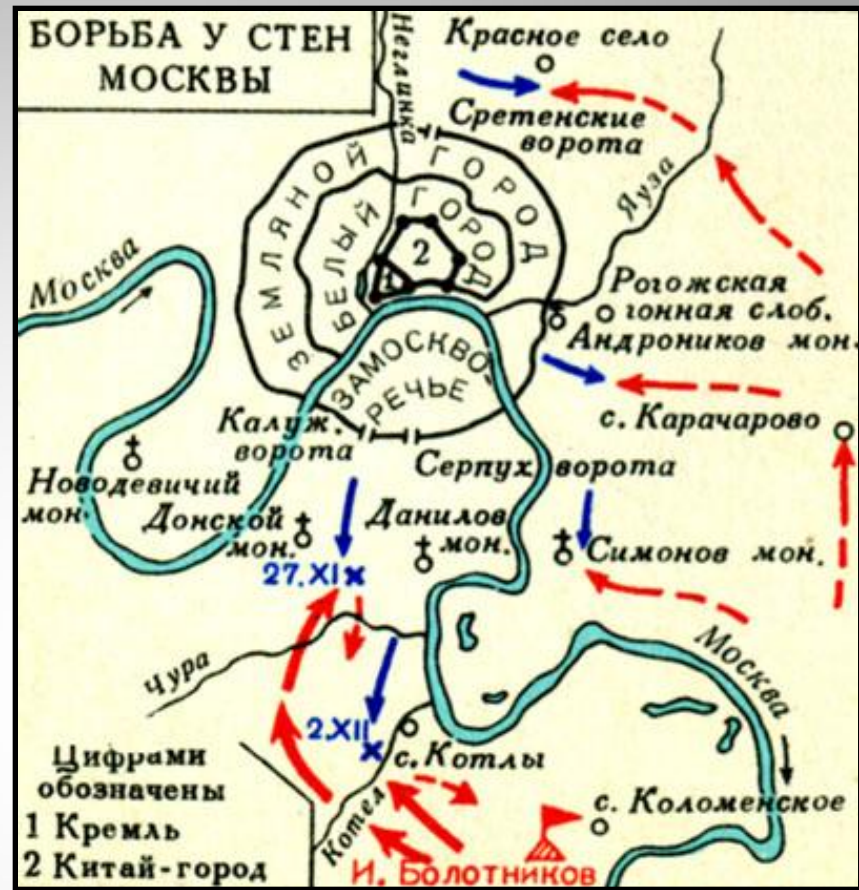 БОРЬБА У СТЕН
МОСКВЫ
Неглинка
Красное село
Сретенские
ворота
Яуза
ЗЕМЛЯНОЙ ГОРОД
БЕЛЫЙ ГОРОД
2
1
Москва
Рогожская
гонная слоб.
Андроников мон.
ЗАМОСКВО-
РЕЧЬЕ
с. Карачарово
Калуж.
ворота
Серпух ворота
Новодевичий
мон.
Донской
мон.
Данилов
мон.
Симонов мон.
27.XI
Чура
Москва
2.XII
с. Котлы
Котел
с. Коломенское
И. Болотников
Цифрами
обозначены
1 Кремль
2 Китай-город